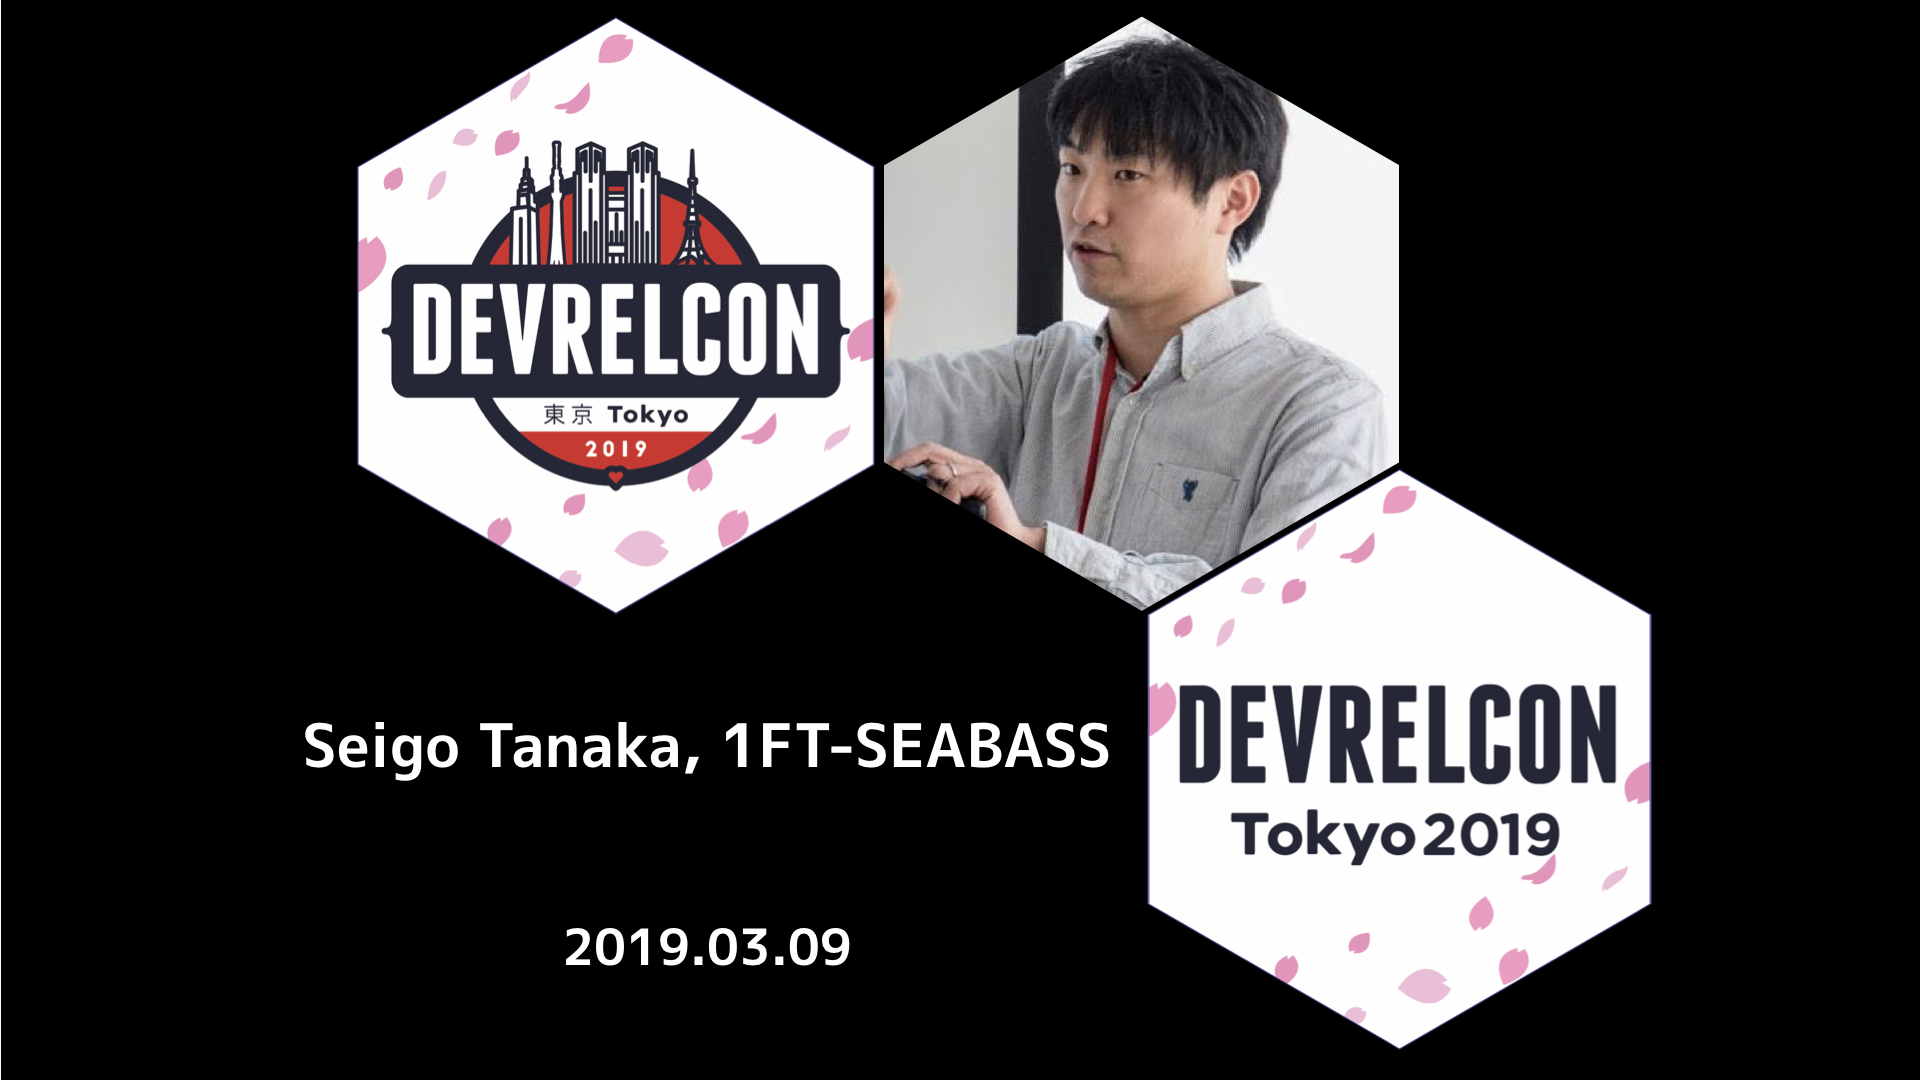 DEVRELCON
東京 Tokyo
2019
DEVRELCON
Tokyo2019
Seigo Tanaka, 1FT-SEABASS
2019.03.09